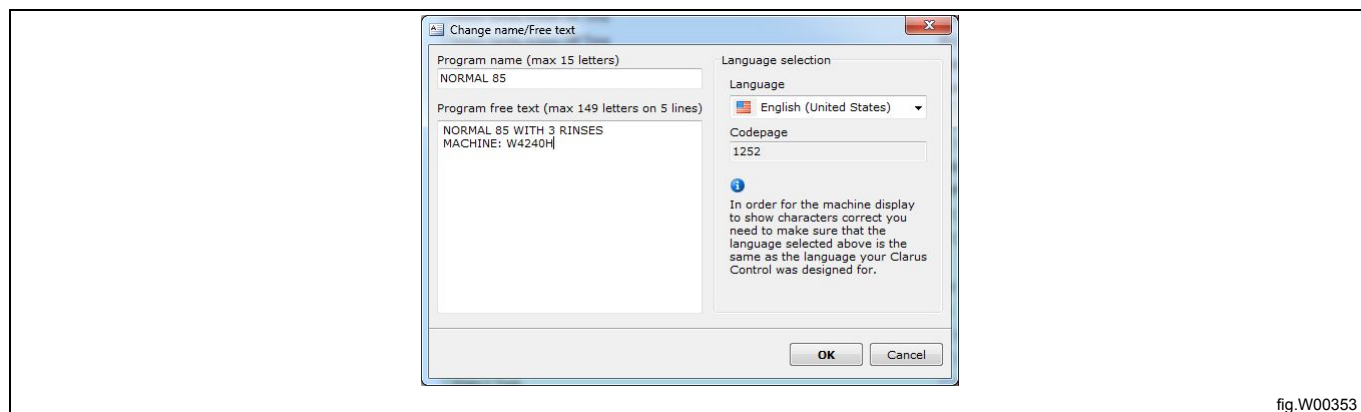 Change name/Free text
Program name (max 15 letters)
NORMAL 85
Program free text (max 149 letters on 5 lines)
NORMAL 85 WITH 3 RINSES
MACHINE: W4240H
Language selection
Language
English (United States)
Codepage
1252
In order for the machine display
to show characters correct you
need to make sure that the
language selected above is the
same as the language your Clarus
Control was designed for.
OK
Cancel
fig.W00353